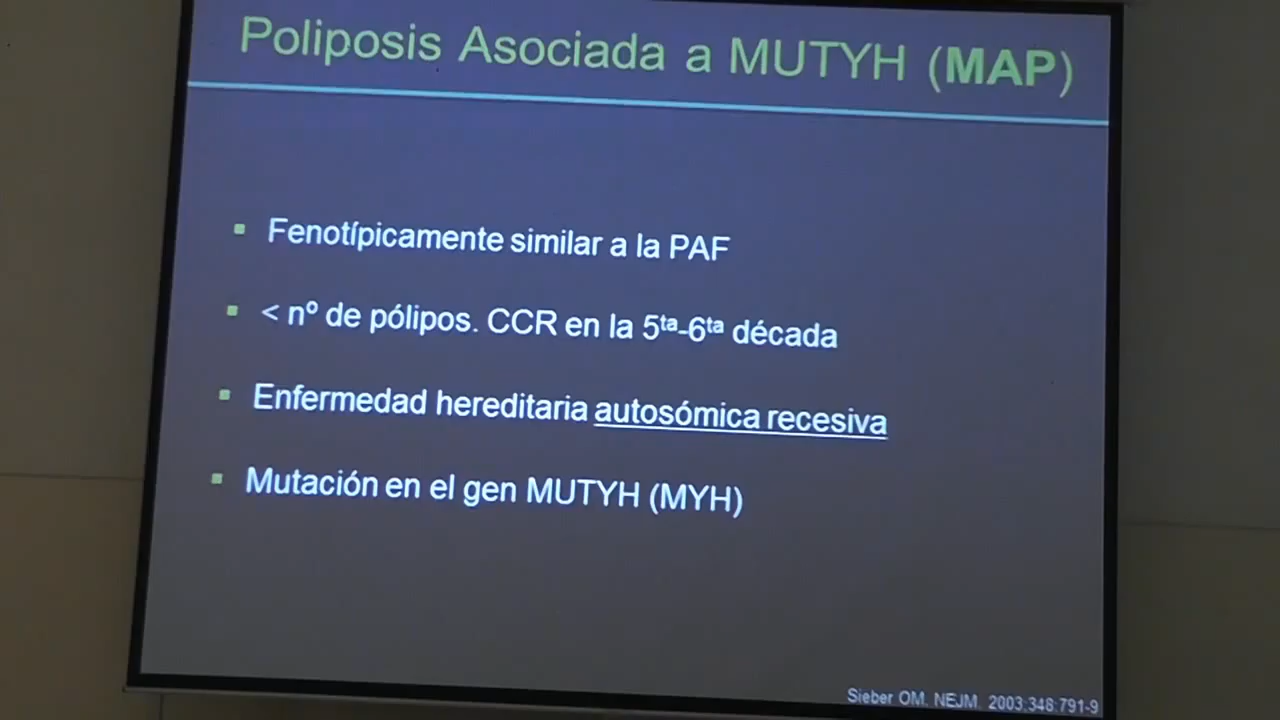 Poliposis Asociada a MUTYH (MAP)
Fenotípicamente similar a la PAF
< nº de pólipos. CCR en la 5ta-6ta década
Enfermedad hereditaria autosómica recesiva
Mutación en el gen MUTYH (MYH)
Sieber OM. NEJM. 2003;348:791-9